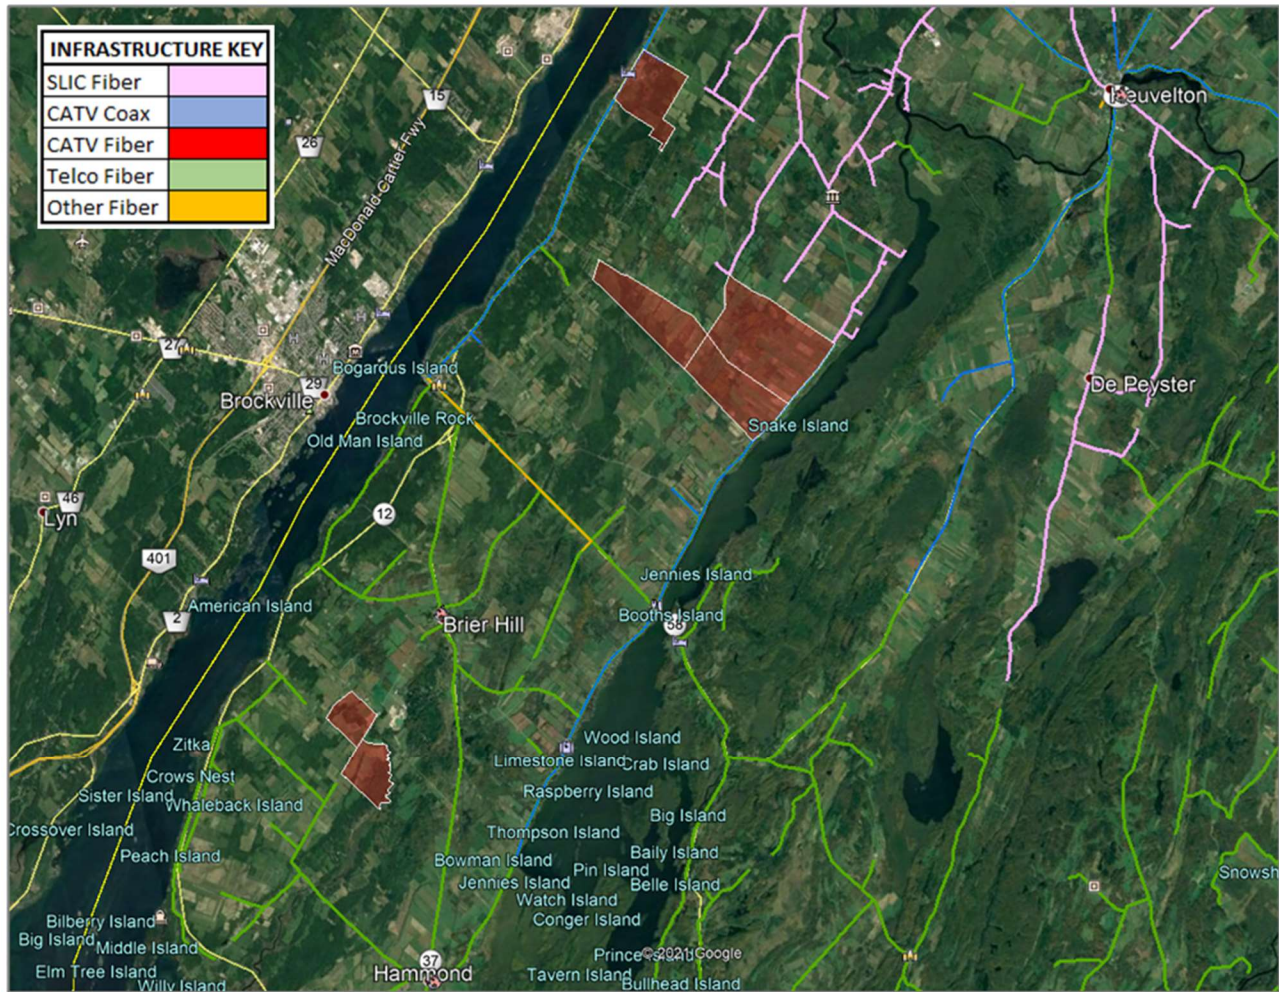 INFRASTRUCTURE KEY
SLIC Fiber
CATV Coax
CATV Fiber
Telco Fiber
Other Fiber
15
26
MacDonald-Cartier Fwy
Heuvelton
27
29
Bogardus Island
Brockville
Brockville Rock
Old Man Island
De Peyster
Snake Island
46
Lyn
12
401
Jennies Island
American Island
Booths Island
58
2
Brier Hill
Zitka
Wood Island
Limestone Island
Crab Island
Crows Nest
Sister Island
Whaleback Island
Raspberry Island
Big Island
Crossover Island
Thompson Island
Peach Island
Bowman Island
Baily Island
Pin Island
Jennies Island
Belle Island
Snowsh
Watch Island
Bilberry Island
Conger Island
Big Island
Middle Island
37
© 2021 Google
Elm Tree Island
Hammond
Tavern Island
Willy Island
Bullhead Island